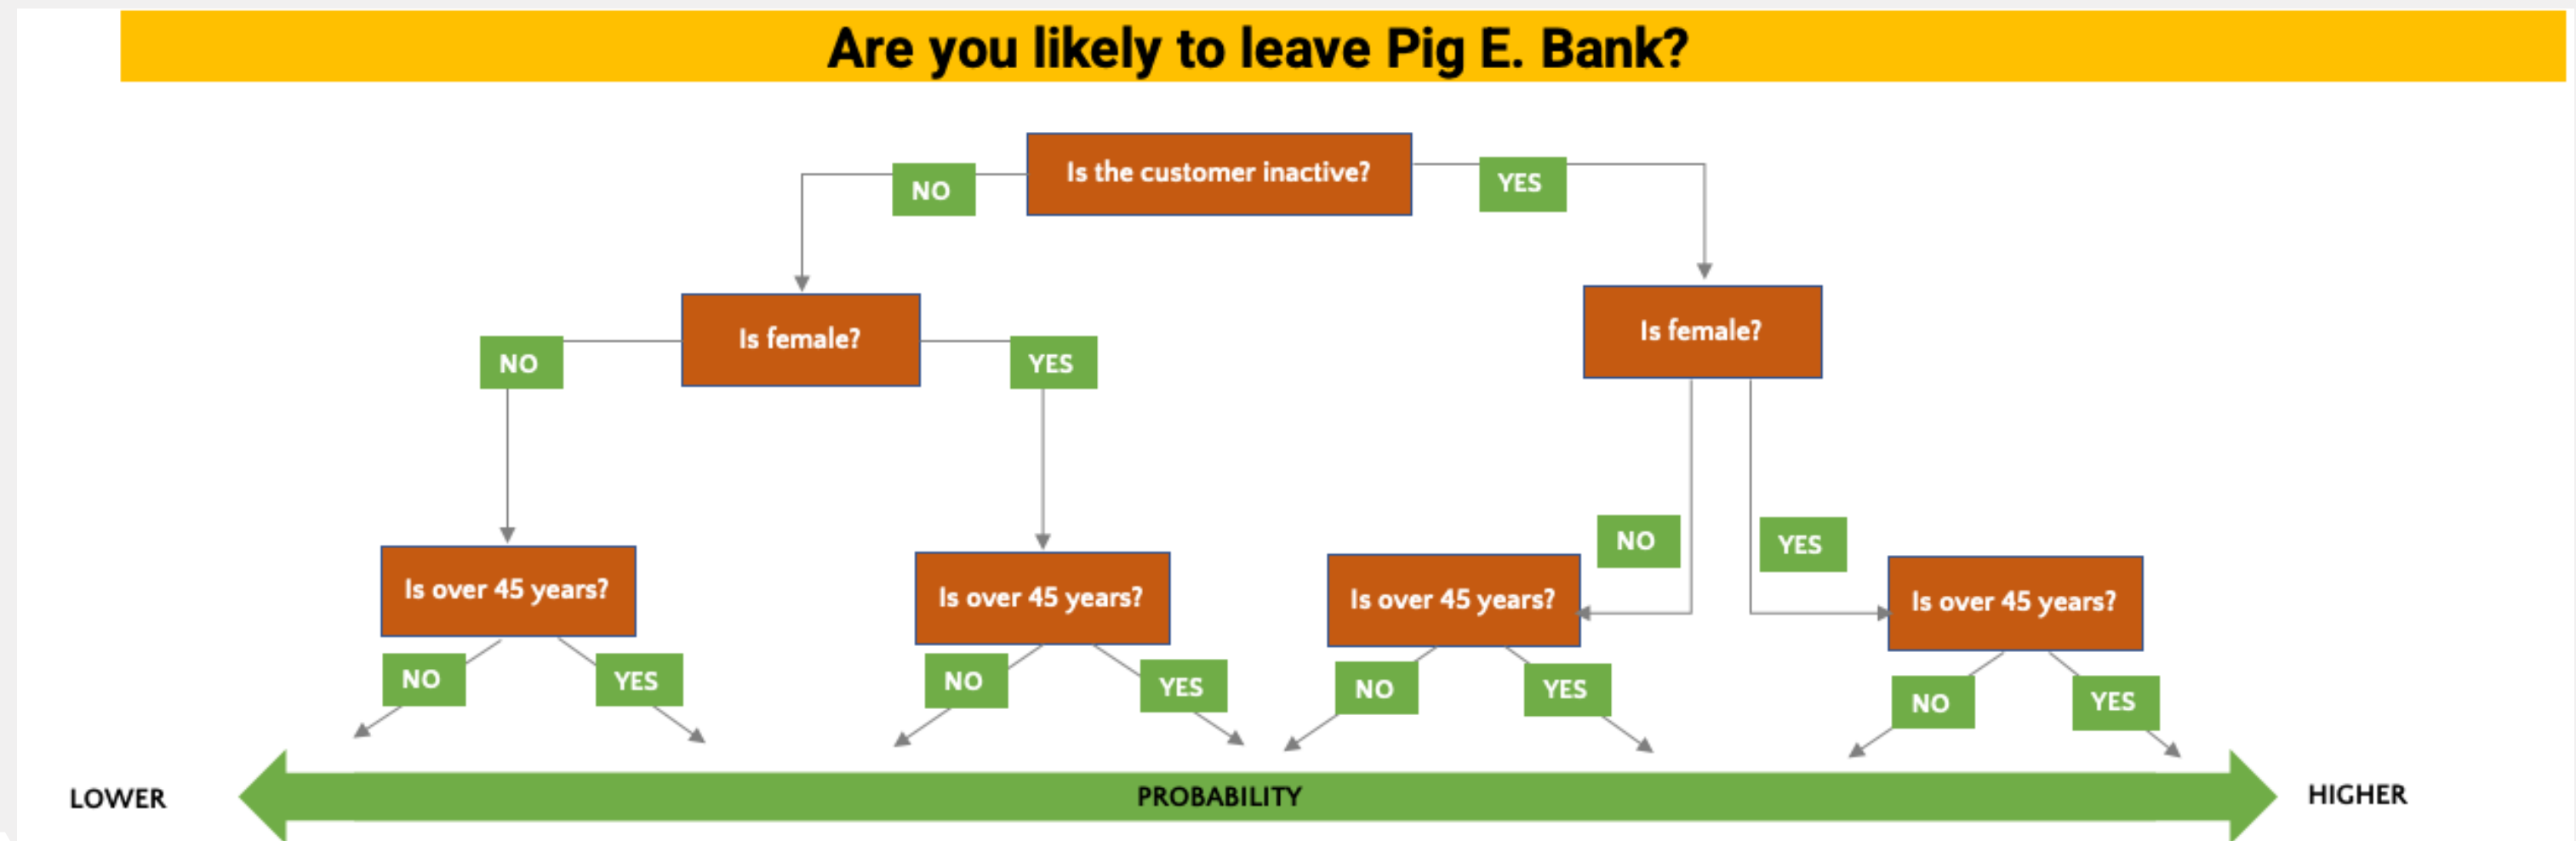 Are you likely to leave Pig E. Bank?
Is the customer inactive?
NO
YES
Is female?
Is female?
NO
YES
NO
YES
Is over 45 years?
Is over 45 years?
Is over 45 years?
Is over 45 years?
NO
YES
NO
YES
NO
YES
NO
YES
LOWER
PROBABILITY
HIGHER